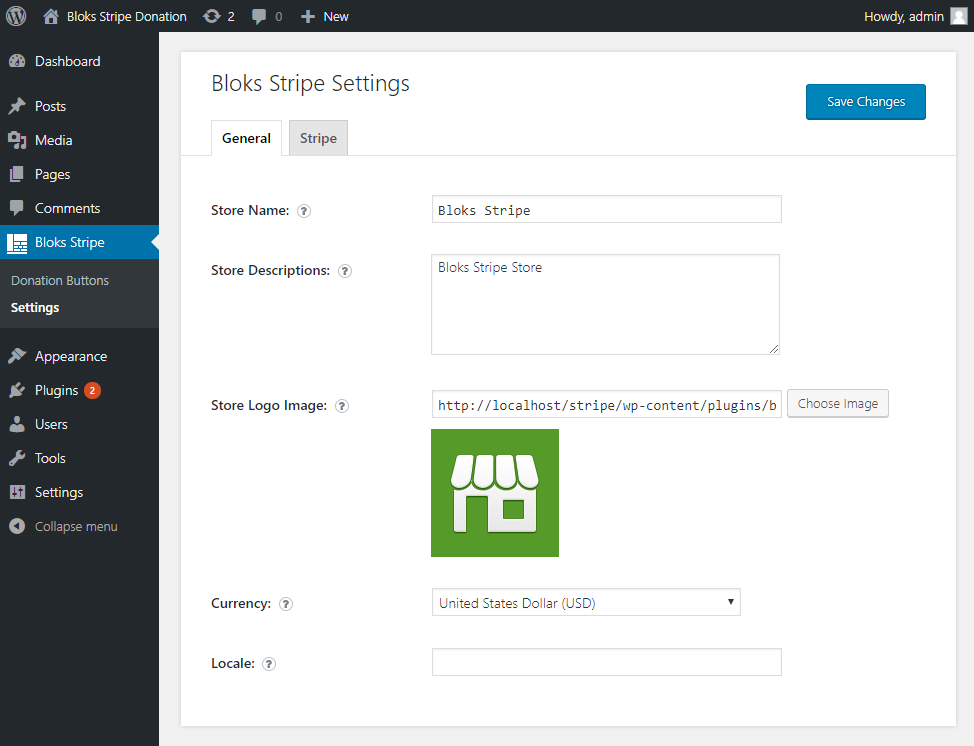 Bloks Stripe Donation 2 0 New Howdy, admin
Dashboard
Posts
Media
Pages
Comments
Bloks Stripe
Donation Buttons
Settings
Appearance
Plugins 2
Users
Tools
Settings
Collapse menu
Bloks Stripe Settings
Save Changes
General Stripe
Store Name: ? Bloks Stripe
Store Descriptions: ? Bloks Stripe Store
Store Logo Image: ? http://localhost/stripe/wp-content/plugins/b Choose Image
Currency: ? United States Dollar (USD)
Locale: ?